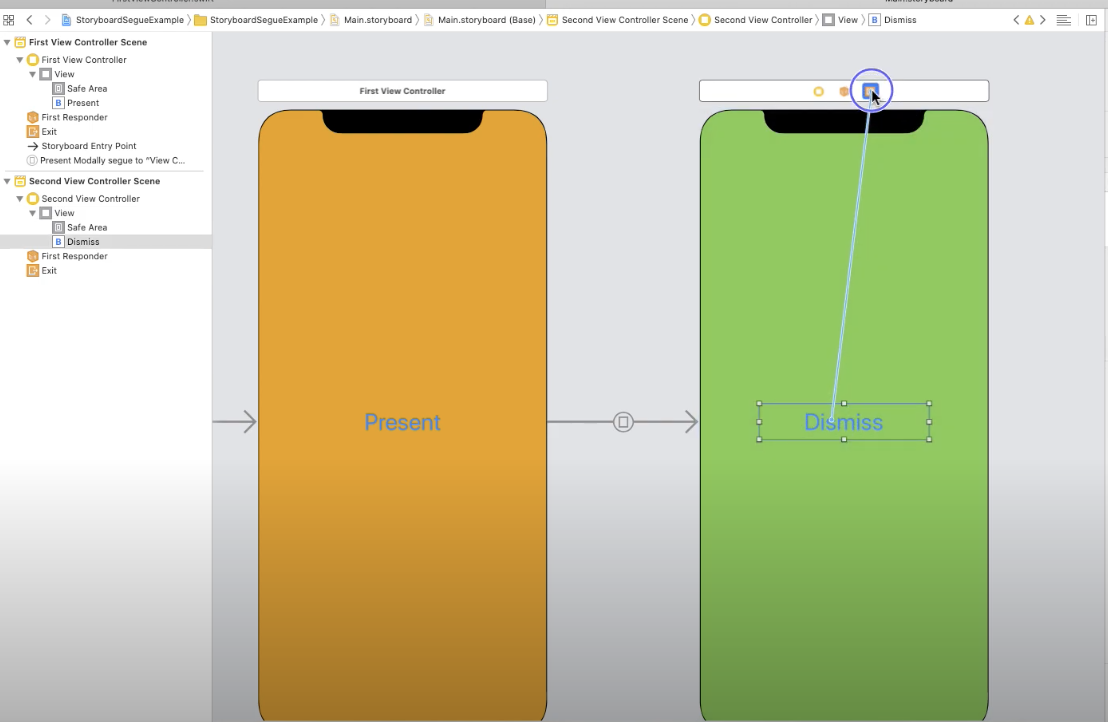 StoryboardSegueExample StoryboardSegueExample Main.storyboard Main.storyboard (Base) Second View Controller Scene Second View Controller View B Dismiss
First View Controller Scene
First View Controller
View
Safe Area
B Present
First Responder
Exit
Storyboard Entry Point
Present Modally segue to "View C...
Second View Controller Scene
Second View Controller
View
Safe Area
B Dismiss
First Responder
Exit
First View Controller
Present
Dismiss